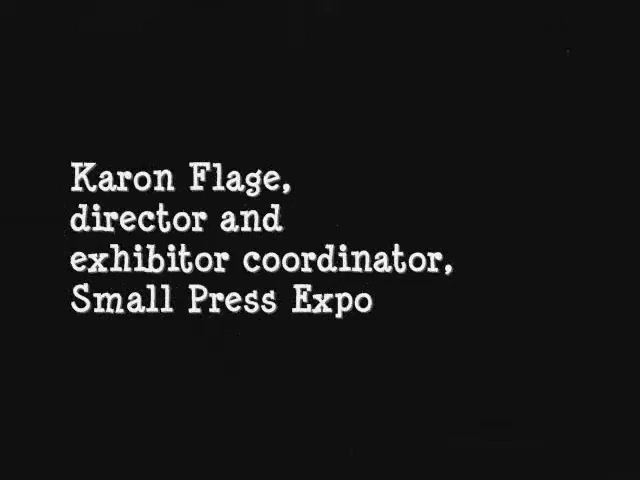 Karon Flage,
director and
exhibitor coordinator,
Small Press Expo